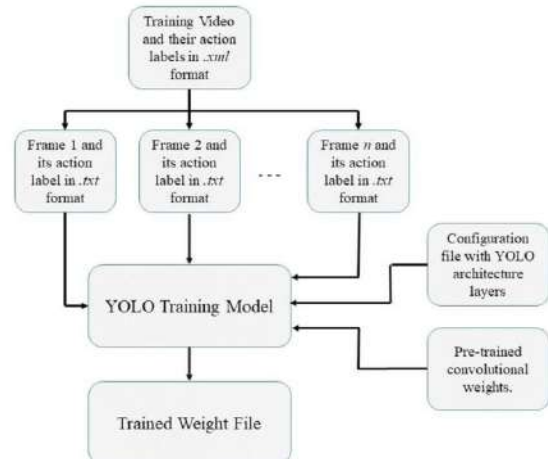 Training Video
and their action
labels in .xml
format
Frame 1 and
its action
label in .txt
format
Frame 2 and
its action
label in .txt
format
Frame n and
its action
label in .txt
format
Configuration
file with YOLO
architecture
layers
YOLO Training Model
Pre-trained
convolutional
weights.
Trained Weight File